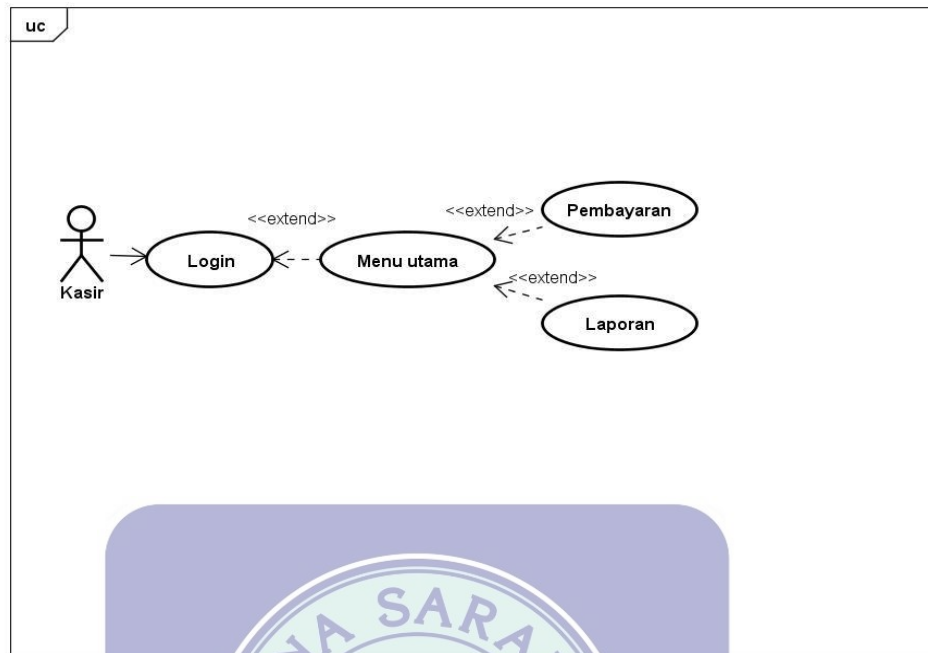 uc
<<extend>>
<<extend>>
Pembayaran
Login
Menu utama
<<extend>>
Kasir
Laporan
SARA